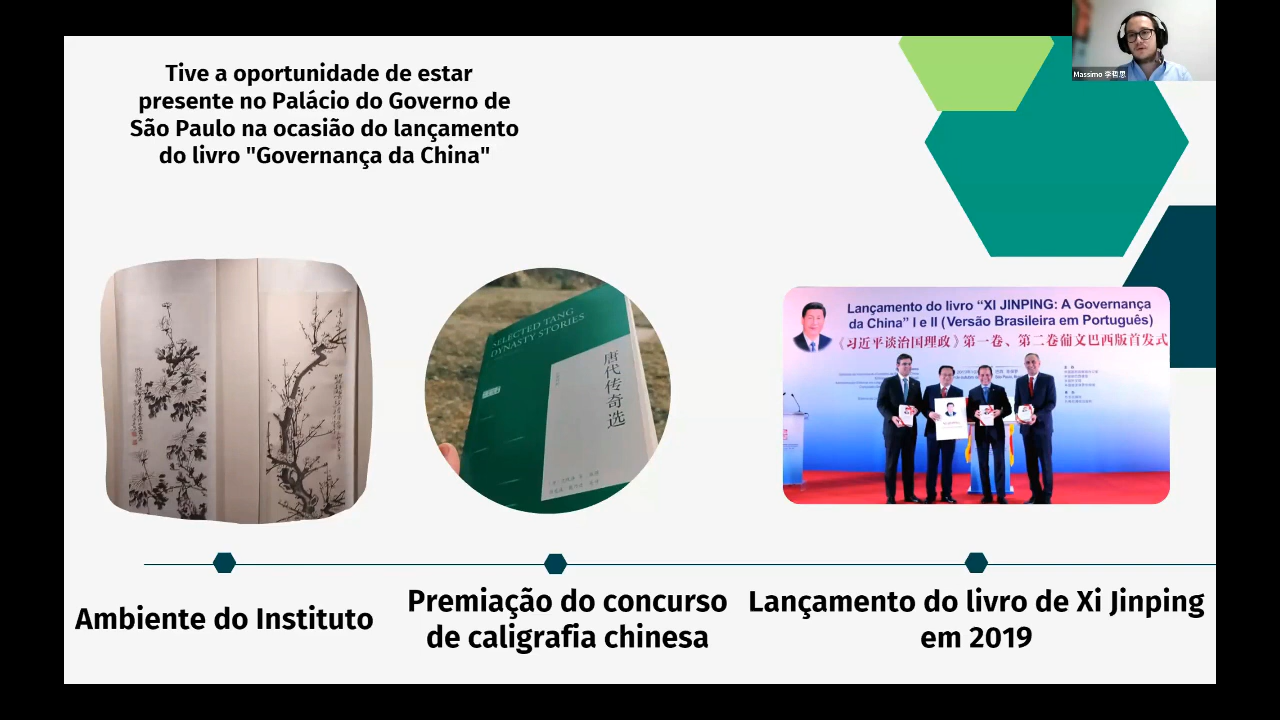 Massimo 李哲思
Tive a oportunidade de estar
presente no Palácio do Governo de
São Paulo na ocasião do lançamento
do livro "Governança da China"
SELECTED TANG
DYNASTY STORIES
唐代传奇选
Lançamento do livro “XI JINPING: A Governança
da China” I e II (Versão Brasileira em Português)
《习近平谈治国理政》第一卷、第二卷葡文巴西版首发式
Ambiente do Instituto
Premiação do concurso
de caligrafia chinesa
Lançamento do livro de Xi Jinping
em 2019